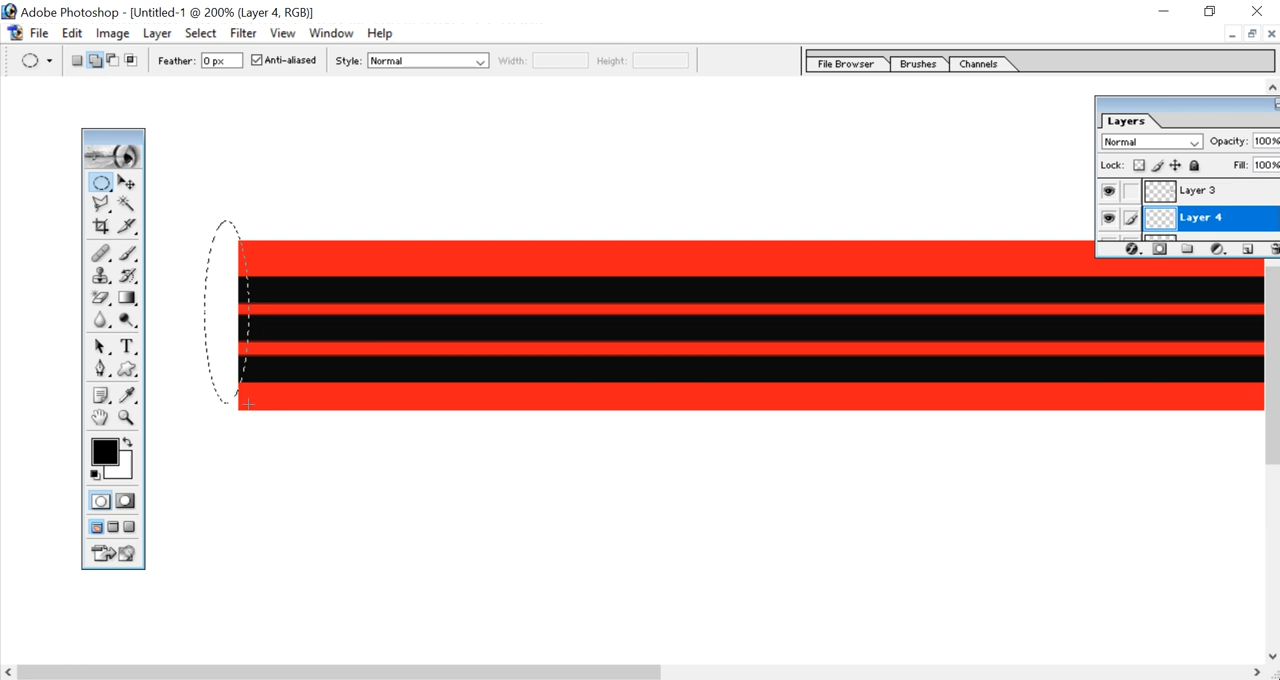 Adobe Photoshop - [Untitled-1 @ 200% (Layer 4, RGB)]
File Edit Image Layer Select Filter View Window Help
Feather: 0 px Anti-aliased Style: Normal Width: Height: File Browser Brushes Channels
Layers
Normal Opacity: 100%
Lock: Fill: 100%
Layer 3
Layer 4
T